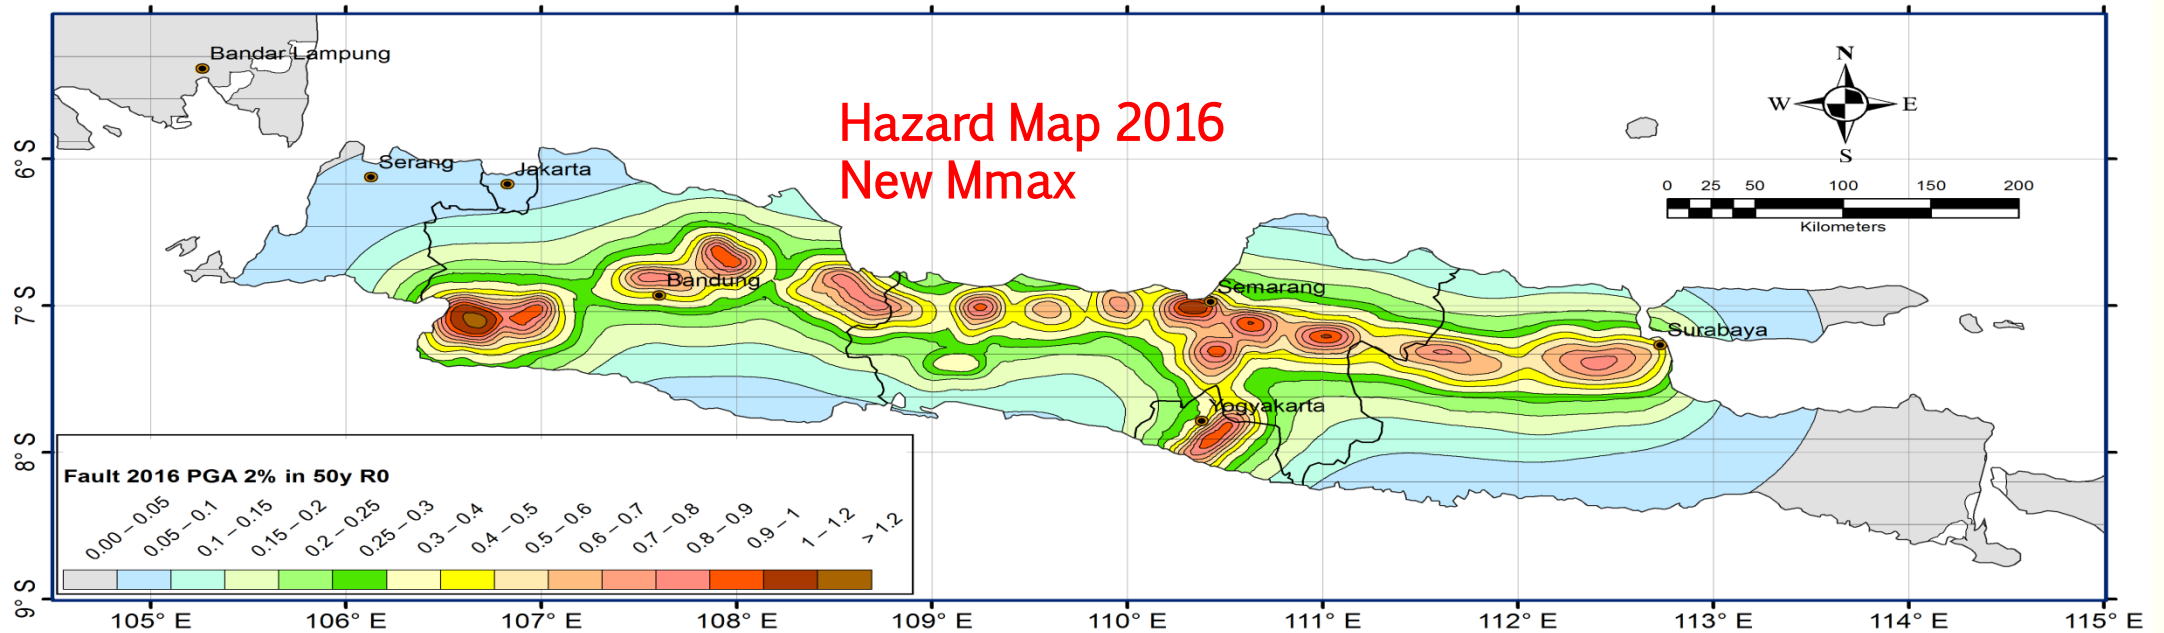 Bandar Lampung
Hazard Map 2016
New Mmax
N
W E
S
6° S
Serang
Jakarta
0 25 50 100 150 200
Kilometers
7° S
Bandung
Semarang
Surabaya
Yogyakarta
8° S
Fault 2016 PGA 2% in 50y R0
0.00 – 0.05
0.05 – 0.1
0.1 – 0.15
0.15 – 0.2
0.2 – 0.25
0.25 – 0.3
0.3 – 0.4
0.4 – 0.5
0.5 – 0.6
0.6 – 0.7
0.7 – 0.8
0.8 – 0.9
0.9 – 1
1 – 1.2
> 1.2
9° S
105° E 106° E 107° E 108° E 109° E 110° E 111° E 112° E 113° E 114° E 115° E